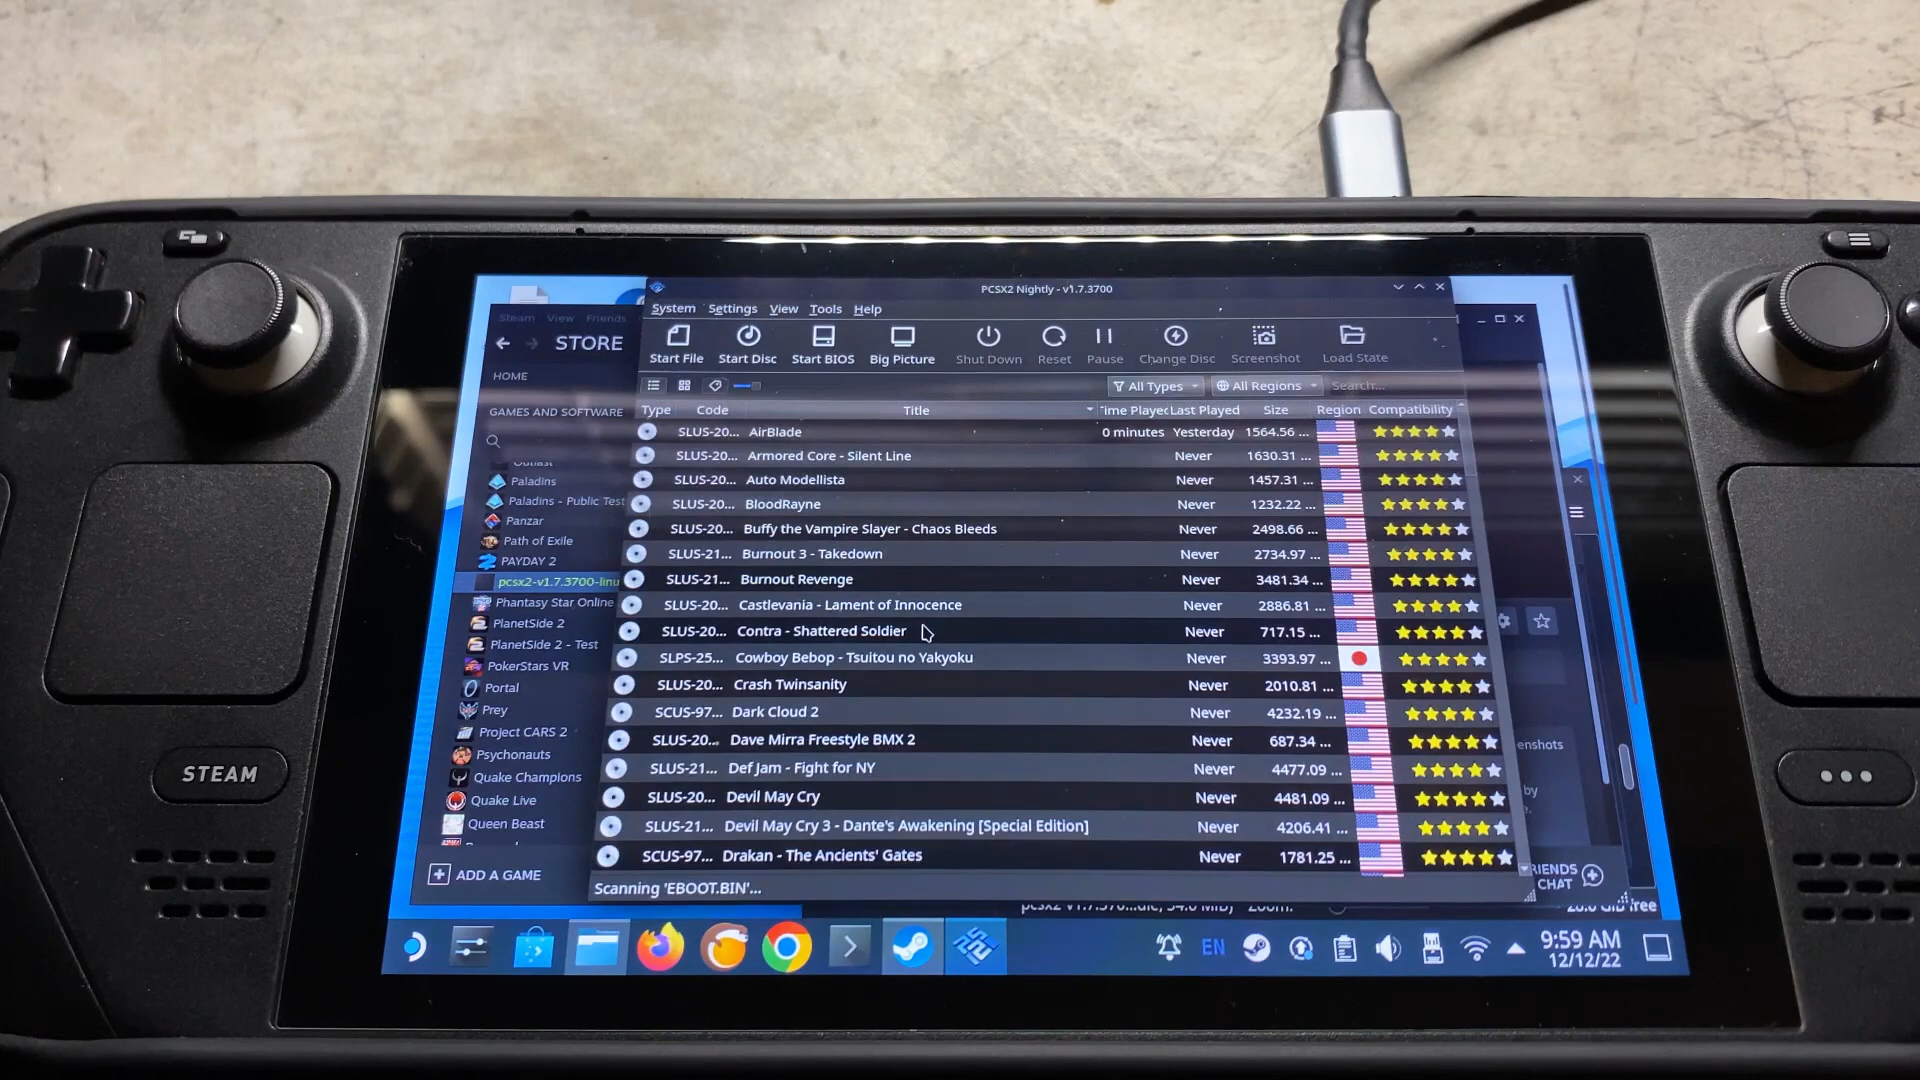 PCSX2 Nightly - v1.7.3700
System Settings View Tools Help
Start File Start Disc Start BIOS Big Picture Shut Down Reset Pause Change Disc Screenshot Load State
All Types All Regions Search...
Type Code Title Time Played Last Played Size Region Compatibility
SLUS-20... AirBlade 0 minutes Yesterday 1564.56 ...
SLUS-20... Armored Core - Silent Line Never 1630.31 ...
SLUS-20... Auto Modellista Never 1457.31 ...
SLUS-20... BloodRayne Never 1232.22 ...
SLUS-20... Buffy the Vampire Slayer - Chaos Bleeds Never 2498.66 ...
SLUS-21... Burnout 3 - Takedown Never 2734.97 ...
SLUS-21... Burnout Revenge Never 3481.34 ...
SLUS-20... Castlevania - Lament of Innocence Never 2886.81 ...
SLUS-20... Contra - Shattered Soldier Never 717.15 ...
SLPS-25... Cowboy Bebop - Tsuitou no Yakyoku Never 3393.97 ...
SLUS-20... Crash Twinsanity Never 2010.81 ...
SCUS-97... Dark Cloud 2 Never 4232.19 ...
SLUS-20... Dave Mirra Freestyle BMX 2 Never 687.34 ...
SLUS-21... Def Jam - Fight for NY Never 4477.09 ...
SLUS-20... Devil May Cry Never 4481.09 ...
SLUS-21... Devil May Cry 3 - Dante's Awakening [Special Edition] Never 4206.41 ...
SCUS-97... Drakan - The Ancients' Gates Never 1781.25 ...
Scanning 'EBOOT.BIN'...
Steam View Friends
STORE
HOME
GAMES AND SOFTWARE
Outlast
Paladins
Paladins - Public Test
Panzar
Path of Exile
PAYDAY 2
pcsx2-v1.7.3700-linu
Phantasy Star Online
PlanetSide 2
PlanetSide 2 - Test
PokerStars VR
Portal
Prey
Project CARS 2
Psychonauts
Quake Champions
Quake Live
Queen Beast
ADD A GAME
enshots
by
RIENDS
CHAT
free
EN
9:59 AM
12/12/22
STEAM